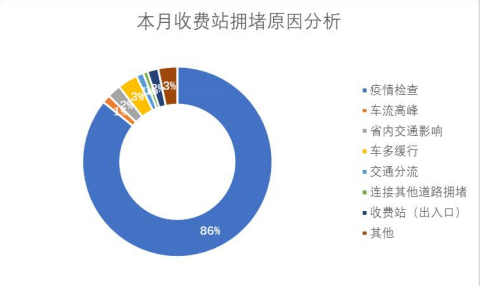 本月收费站拥堵原因分析
疫情检查
车流高峰
省内交通影响
车多缓行
交通分流
连接其他道路拥堵
收费站（出入口）
其他
86%
1%
2%
3%
3%